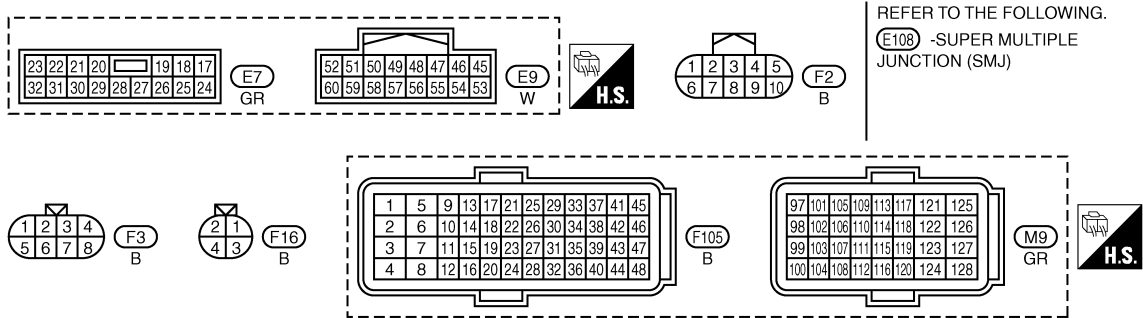 REFER TO THE FOLLOWING.
E108 -SUPER MULTIPLE
JUNCTION (SMJ)
23 22 21 20 19 18 17
32 31 30 29 28 27 26 25 24
E7
GR
52 51 50 49 48 47 46 45
60 59 58 57 56 55 54 53
E9
W
H.S.
1 2 3 4 5
6 7 8 9 10
F2
B
1 2 3 4
5 6 7 8
F3
B
2 1
4 3
F16
B
1 5 9 13 17 21 25 29 33 37 41 45
2 6 10 14 18 22 26 30 34 38 42 46
3 7 11 15 19 23 27 31 35 39 43 47
4 8 12 16 20 24 28 32 36 40 44 48
F105
B
97 101 105 109 113 117 121 125
98 102 106 110 114 118 122 126
99 103 107 111 115 119 123 127
100 104 108 112 116 120 124 128
M9
GR
H.S.